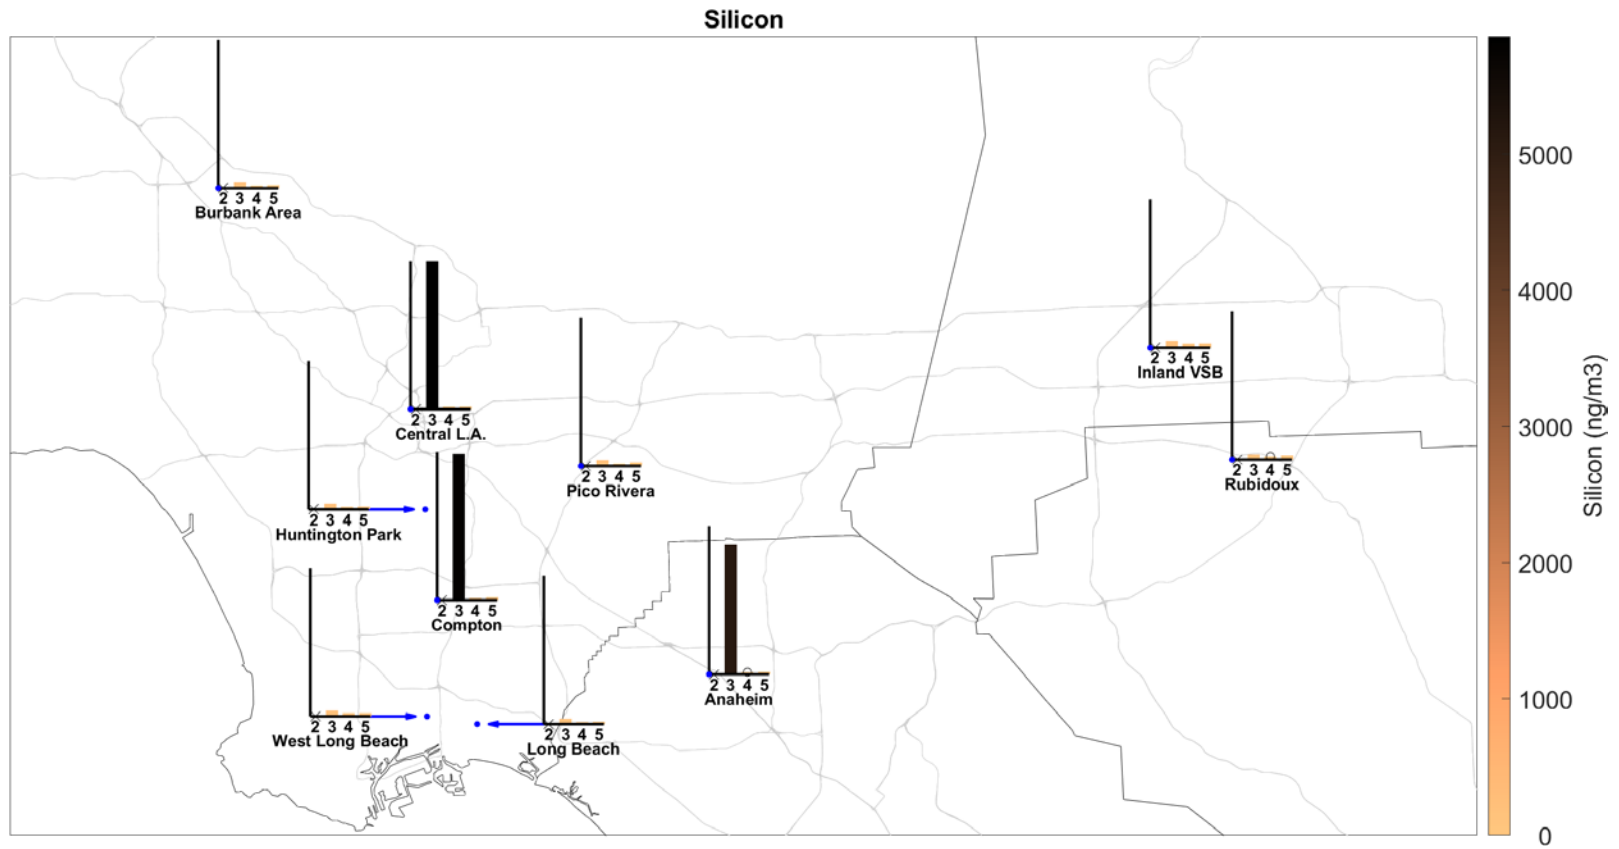 Silicon
2 3 4 5
Burbank Area
2 3 4 5
Central L.A.
2 3 4 5
Inland VSB
2 3 4 5
Pico Rivera
2 3 4 5
Rubidoux
2 3 4 5
Huntington Park
2 3 4 5
Compton
2 3 4 5
Anaheim
2 3 4 5
West Long Beach
2 3 4 5
Long Beach
5000
4000
3000
2000
1000
0
Silicon (ng/m3)